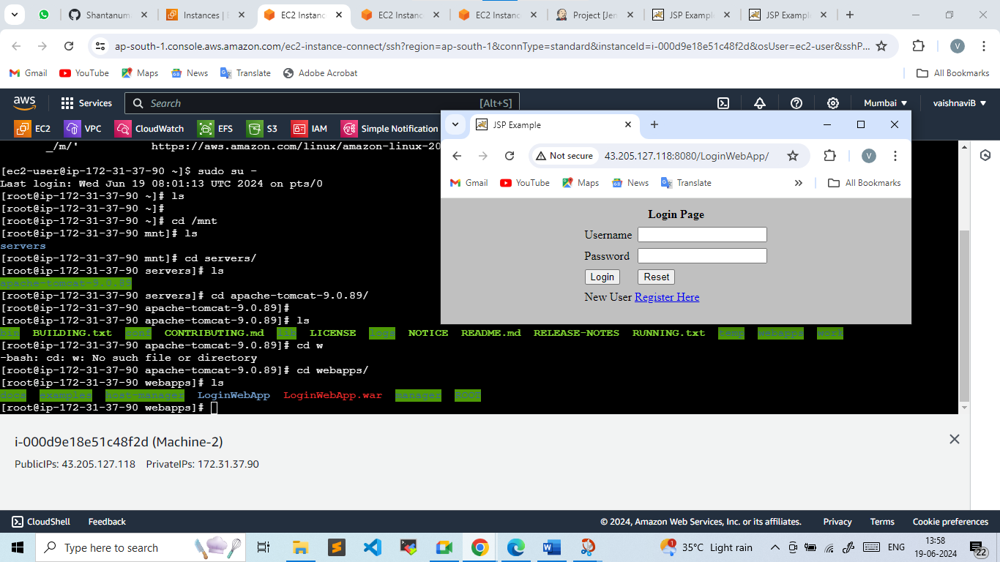 Shantanum
Instances | E
EC2 Instanc
EC2 Instanc
EC2 Instanc
Project [Jen
JSP Example
JSP Example
ap-south-1.console.aws.amazon.com/ec2-instance-connect/ssh?region=ap-south-1&connType=standard&instanceId=i-000d9e18e51c48f2d&osUser=ec2-user&sshP...
V
Gmail YouTube Maps News Translate Adobe Acrobat All Bookmarks
aws Services Search [Alt+S] Mumbai vaishnaviB
EC2 VPC CloudWatch EFS S3 IAM Simple Notification
_/m/' https://aws.amazon.com/linux/amazon-linux-20
[ec2-user@ip-172-31-37-90 ~]$ sudo su -
Last login: Wed Jun 19 08:01:13 UTC 2024 on pts/0
[root@ip-172-31-37-90 ~]# ls
[root@ip-172-31-37-90 ~]#
[root@ip-172-31-37-90 ~]# cd /mnt
[root@ip-172-31-37-90 mnt]# ls
servers
[root@ip-172-31-37-90 mnt]# cd servers/
[root@ip-172-31-37-90 servers]# ls
apache-tomcat-9.0.89
[root@ip-172-31-37-90 servers]# cd apache-tomcat-9.0.89/
[root@ip-172-31-37-90 apache-tomcat-9.0.89]#
[root@ip-172-31-37-90 apache-tomcat-9.0.89]# ls
bin BUILDING.txt conf CONTRIBUTING.md lib LICENSE logs NOTICE README.md RELEASE-NOTES RUNNING.txt temp webapps work
[root@ip-172-31-37-90 apache-tomcat-9.0.89]# cd w
-bash: cd: w: No such file or directory
[root@ip-172-31-37-90 apache-tomcat-9.0.89]# cd webapps/
[root@ip-172-31-37-90 webapps]# ls
docs examples host-manager LoginWebApp LoginWebApp.war manager ROOT
[root@ip-172-31-37-90 webapps]#
JSP Example
Not secure 43.205.127.118:8080/LoginWebApp/ V
Gmail YouTube Maps News Translate » All Bookmarks
Login Page
Username
Password
Login Reset
New User Register Here
i-000d9e18e51c48f2d (Machine-2)
PublicIPs: 43.205.127.118 PrivateIPs: 172.31.37.90
CloudShell Feedback © 2024, Amazon Web Services, Inc. or its affiliates. Privacy Terms Cookie preferences
Type here to search
1 35°C Light rain ENG
13:58
19-06-2024
22